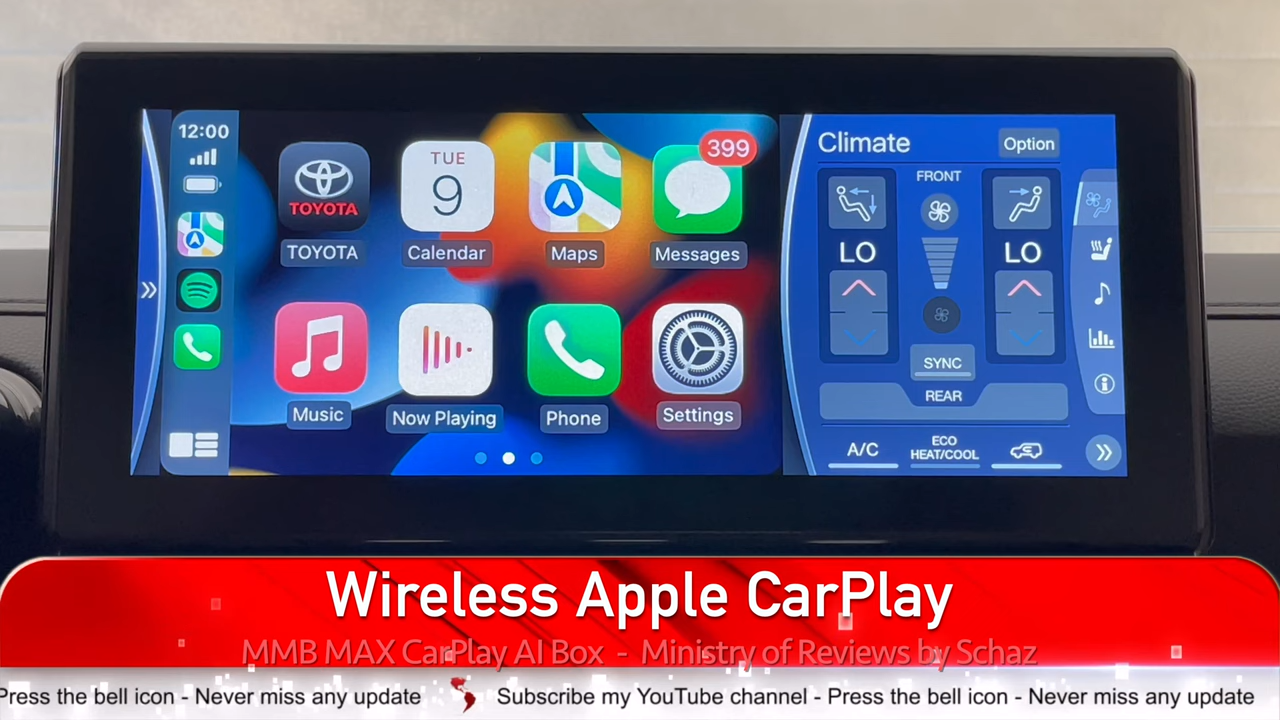 12:00
TOYOTA
TOYOTA
TUE
9
Calendar
Maps
399
Messages
Music
Now Playing
Phone
Settings
»
Climate
Option
FRONT
LO
LO
SYNC
REAR
A/C
ECO
HEAT/COOL
»
Wireless Apple CarPlay
MMB MAX CarPlay AI Box - Ministry of Reviews by Schaz
Press the bell icon - Never miss any update
Subscribe my YouTube channel - Press the bell icon - Never miss any update